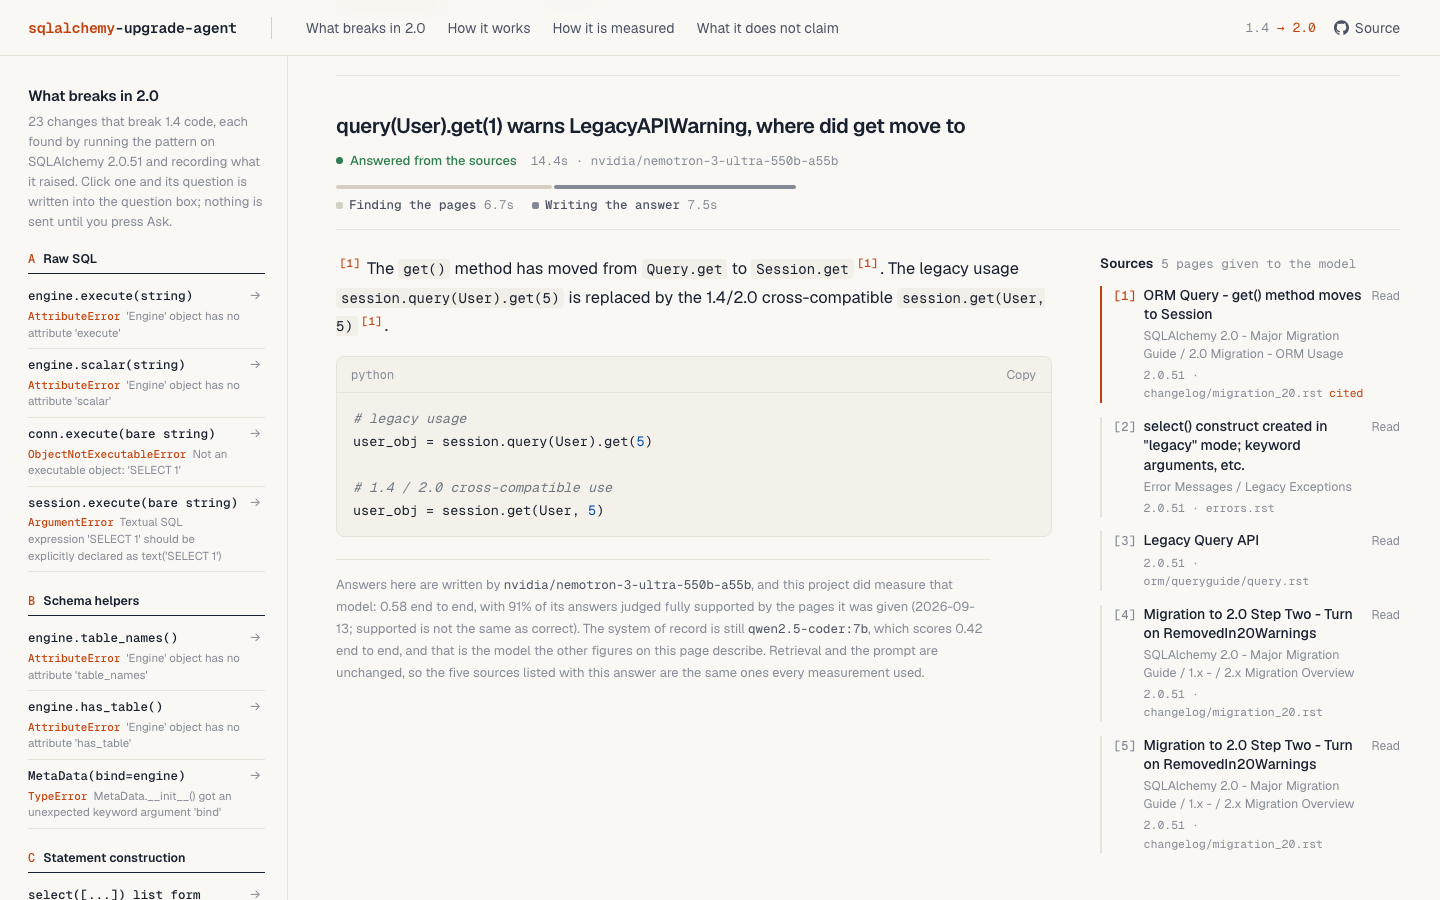 sqlalchemy-upgrade-agent
What breaks in 2.0
How it works
How it is measured
What it does not claim
1.4 → 2.0
Source
What breaks in 2.0
23 changes that break 1.4 code, each
found by running the pattern on
SQLAlchemy 2.0.51 and recording what
it raised. Click one and its question is
written into the question box; nothing is
sent until you press Ask.
A Raw SQL
engine.execute(string) →
AttributeError 'Engine' object has no
attribute 'execute'
engine.scalar(string) →
AttributeError 'Engine' object has no
attribute 'scalar'
conn.execute(bare string) →
ObjectNotExecutableError Not an
executable object: 'SELECT 1'
session.execute(bare string) →
ArgumentError Textual SQL
expression 'SELECT 1' should be
explicitly declared as text('SELECT 1')
B Schema helpers
engine.table_names() →
AttributeError 'Engine' object has no
attribute 'table_names'
engine.has_table() →
AttributeError 'Engine' object has no
attribute 'has_table'
MetaData(bind=engine) →
TypeError MetaData.__init__() got an
unexpected keyword argument 'bind'
C Statement construction
select([...]) list form →
query(User).get(1) warns LegacyAPIWarning, where did get move to
Answered from the sources 14.4s · nvidia/nemotron-3-ultra-550b-a55b
Finding the pages 6.7s Writing the answer 7.5s
[1] The get() method has moved from Query.get to Session.get [1]. The legacy usage
session.query(User).get(5) is replaced by the 1.4/2.0 cross-compatible session.get(User,
5) [1].
python Copy
# legacy usage
user_obj = session.query(User).get(5)
# 1.4 / 2.0 cross-compatible use
user_obj = session.get(User, 5)
Answers here are written by nvidia/nemotron-3-ultra-550b-a55b, and this project did measure that
model: 0.58 end to end, with 91% of its answers judged fully supported by the pages it was given (2026-09-
13; supported is not the same as correct). The system of record is still qwen2.5-coder:7b, which scores 0.42
end to end, and that is the model the other figures on this page describe. Retrieval and the prompt are
unchanged, so the five sources listed with this answer are the same ones every measurement used.
Sources 5 pages given to the model
[1] ORM Query - get() method moves Read
to Session
SQLAlchemy 2.0 - Major Migration
Guide / 2.0 Migration - ORM Usage
2.0.51 ·
changelog/migration_20.rst cited
[2] select() construct created in Read
"legacy" mode; keyword
arguments, etc.
Error Messages / Legacy Exceptions
2.0.51 · errors.rst
[3] Legacy Query API Read
2.0.51 ·
orm/queryguide/query.rst
[4] Migration to 2.0 Step Two - Turn Read
on RemovedIn20Warnings
SQLAlchemy 2.0 - Major Migration
Guide / 1.x - / 2.x Migration Overview
2.0.51 ·
changelog/migration_20.rst
[5] Migration to 2.0 Step Two - Turn Read
on RemovedIn20Warnings
SQLAlchemy 2.0 - Major Migration
Guide / 1.x - / 2.x Migration Overview
2.0.51 ·
changelog/migration_20.rst